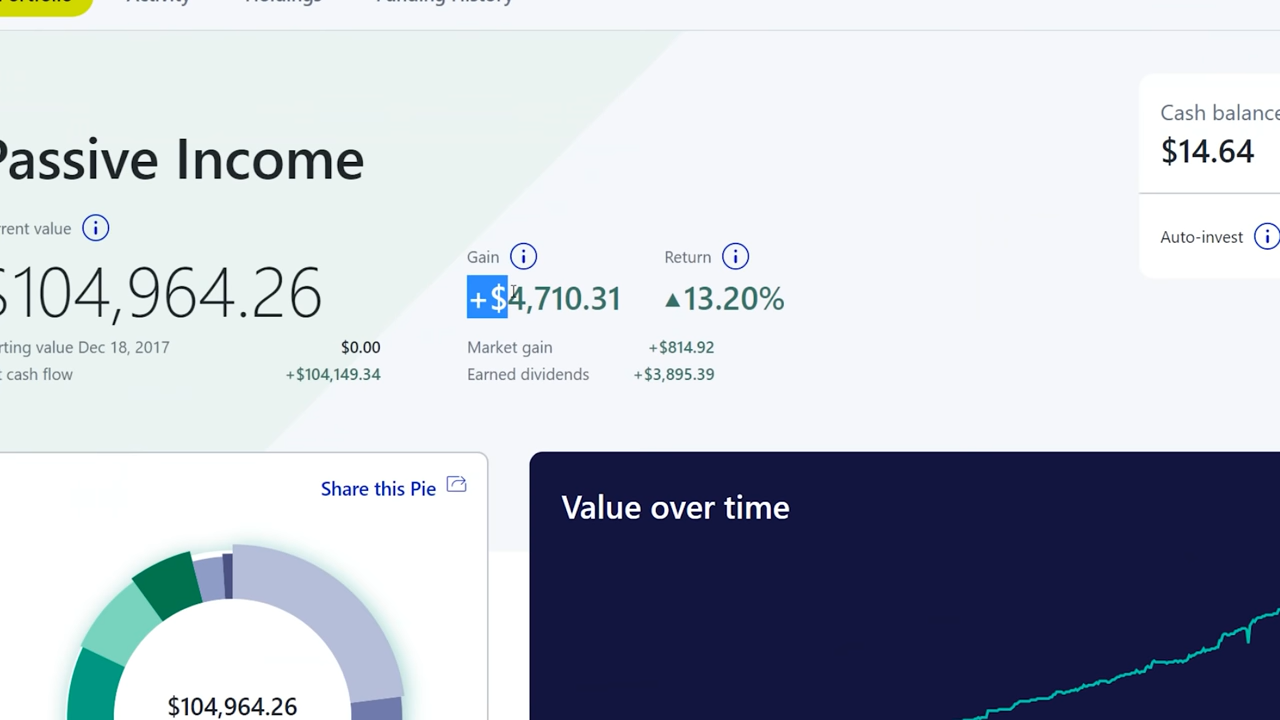 Activity Holdings Funding History
Passive Income
Cash balance
$14.64
Auto-invest
rent value
$104,964.26
rting value Dec 18, 2017 $0.00
cash flow +$104,149.34
Gain Return
+$4,710.31 ▲13.20%
Market gain +$814.92
Earned dividends +$3,895.39
Share this Pie
$104,964.26
Value over time